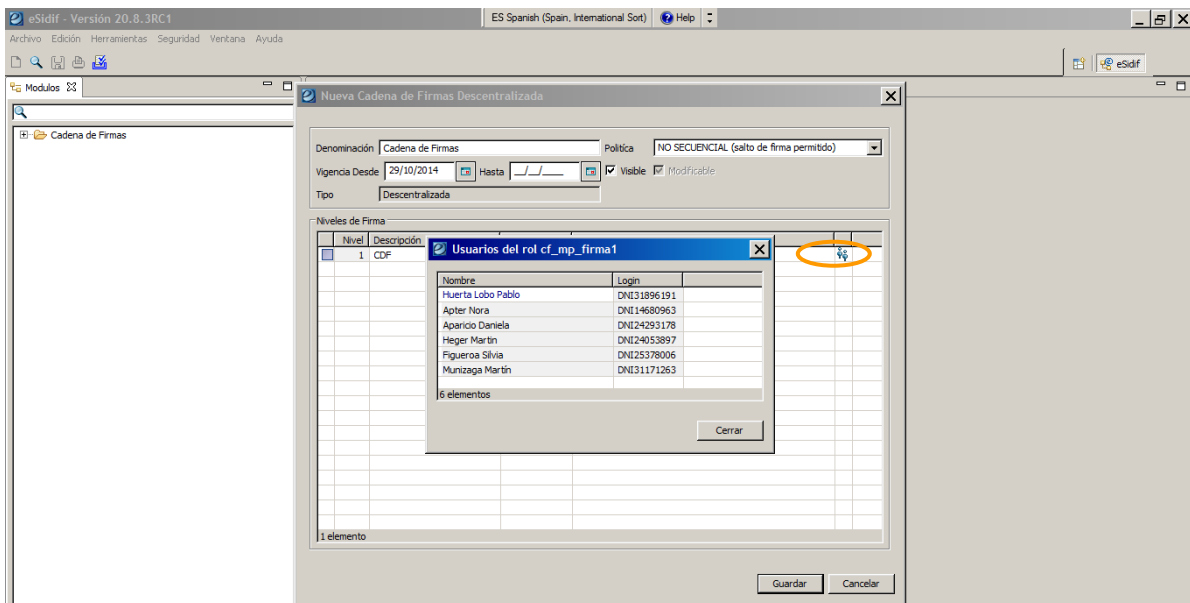 eSidif - Versión 20.8.3RC1
ES Spanish (Spain, International Sort) Help
Archivo Edición Herramientas Seguridad Ventana Ayuda
eSidif
Modulos
Nueva Cadena de Firmas Descentralizada
Cadena de Firmas
Denominación Cadena de Firmas Politíca NO SECUENCIAL (salto de firma permitido)
Vigencia Desde 29/10/2014 Hasta __/__/____ Visible Modificable
Tipo Descentralizada
Niveles de Firma
Nivel Descripción
1 CDF
Usuarios del rol cf_mp_firma1
Nombre Login
Huerta Lobo Pablo DNI31896191
Apter Nora DNI14680963
Aparicio Daniela DNI24293178
Heger Martin DNI24053897
Figueroa Silvia DNI25378006
Munizaga Martín DNI31171263
6 elementos
Cerrar
1 elemento
Guardar Cancelar